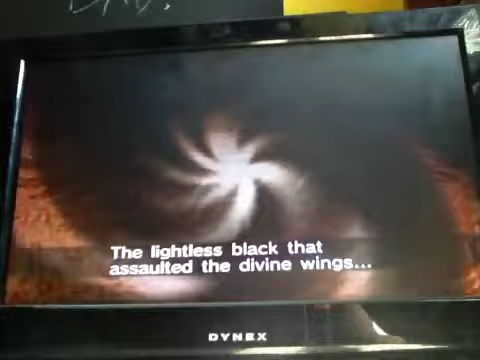 The lightless black that
assaulted the divine wings...
DYNEX